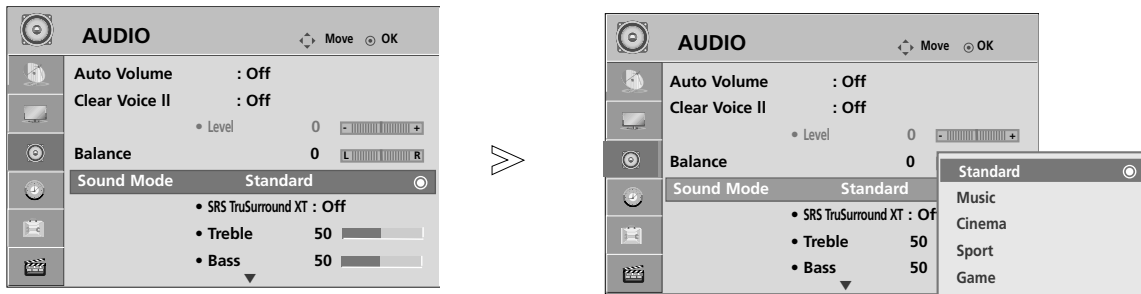 AUDIO Move OK
Auto Volume : Off
Clear Voice II : Off
• Level 0 - +
Balance 0 L R
Sound Mode Standard
• SRS TruSurround XT : Off
• Treble 50
• Bass 50
AUDIO Move OK
Auto Volume : Off
Clear Voice II : Off
• Level 0 - +
Balance 0
Sound Mode Standard
• SRS TruSurround XT : Of
• Treble 50
• Bass 50
Standard
Music
Cinema
Sport
Game